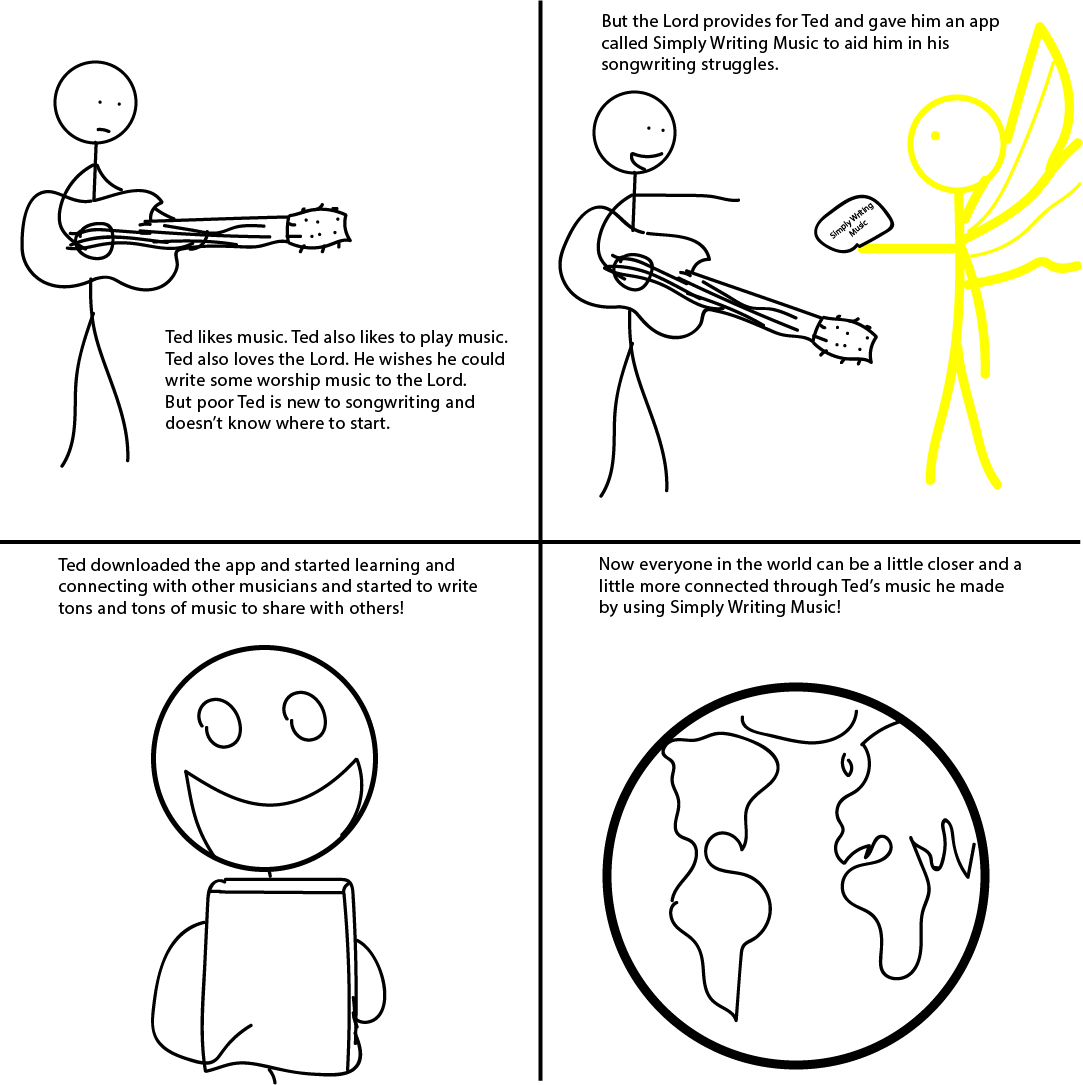 Ted likes music. Ted also likes to play music.
Ted also loves the Lord. He wishes he could
write some worship music to the Lord.
But poor Ted is new to songwriting and
doesn't know where to start.
But the Lord provides for Ted and gave him an app
called Simply Writing Music to aid him in his
songwriting struggles.
Simply Writing
Music
Ted downloaded the app and started learning and
connecting with other musicians and started to write
tons and tons of music to share with others!
Now everyone in the world can be a little closer and a
little more connected through Ted's music he made
by using Simply Writing Music!